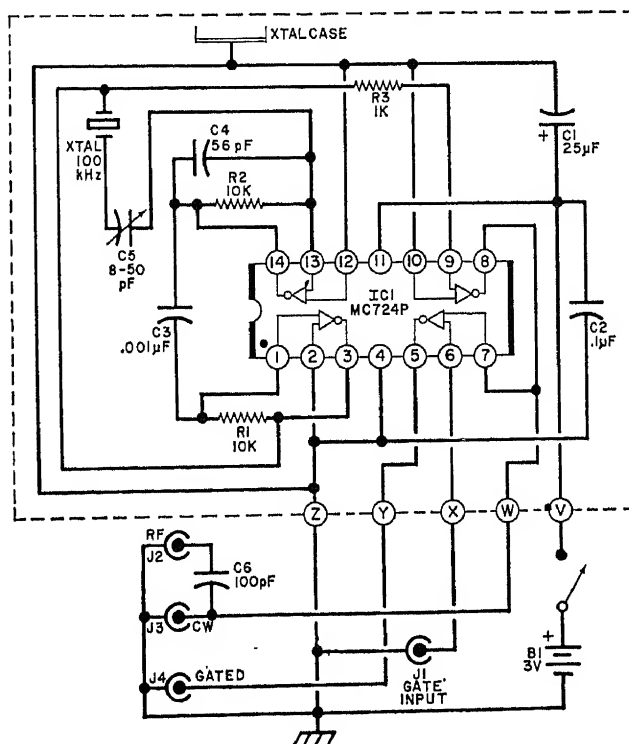 XTAL CASE
R3
1K
C4
56 pF
XTAL
100
kHz
R2
10K
+
C1
25µF
C5
8-50
pF
14
13
12
11
10
9
8
IC1
MC724P
C3
.001µF
C2
.1µF
1
2
3
4
5
6
7
R1
10K
Z
Y
X
W
V
RF
J2
C6
100pF
J3
CW
J4
GATED
J1
GATE
INPUT
+
B1
3V